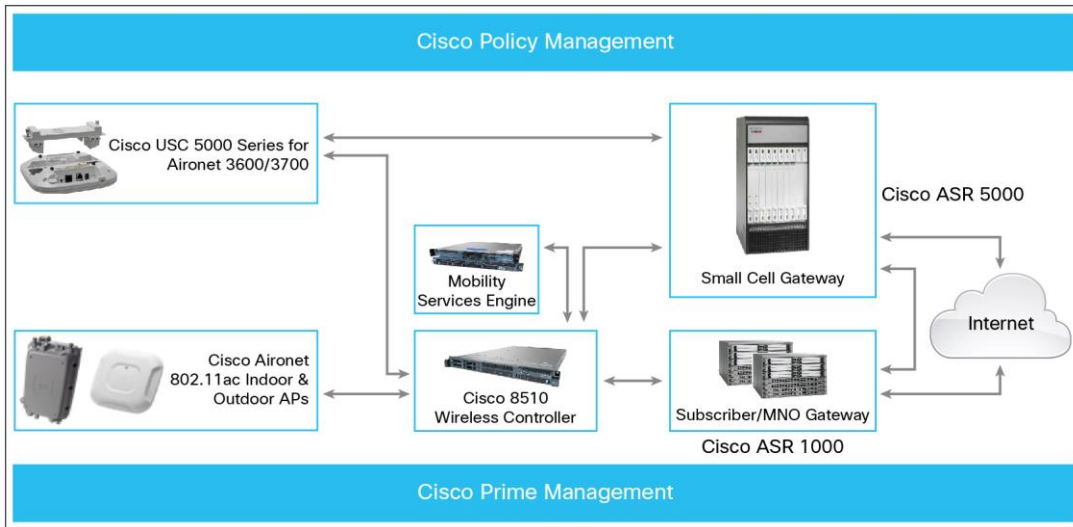 Cisco Policy Management
Cisco USC 5000 Series for
Aironet 3600/3700
Cisco ASR 5000
Mobility
Services Engine
Small Cell Gateway
Internet
Cisco Aironet
802.11ac Indoor &
Outdoor APs
Cisco 8510
Wireless Controller
Subscriber/MNO Gateway
Cisco ASR 1000
Cisco Prime Management